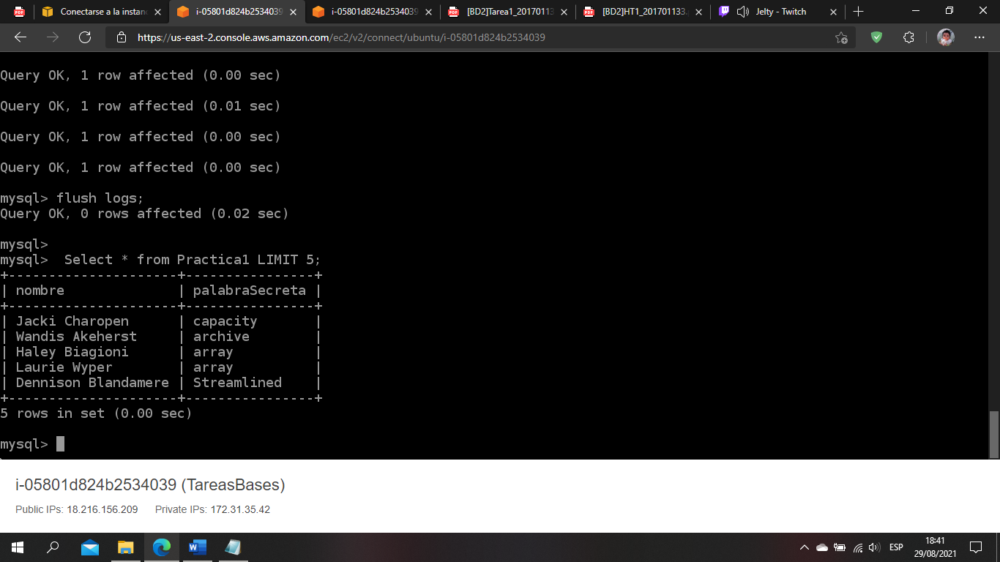 Conectarse a la instanc
i-05801d824b2534039
i-05801d824b2534039
[BD2]Tarea1_20170113
[BD2]HT1_201701133.
Jelty - Twitch
https://us-east-2.console.aws.amazon.com/ec2/v2/connect/ubuntu/i-05801d824b2534039
Query OK, 1 row affected (0.00 sec)
Query OK, 1 row affected (0.01 sec)
Query OK, 1 row affected (0.00 sec)
Query OK, 1 row affected (0.00 sec)
mysql> flush logs;
Query OK, 0 rows affected (0.02 sec)
mysql>
mysql>  Select * from Practica1 LIMIT 5;
+---------------------+----------------+
| nombre              | palabraSecreta |
+---------------------+----------------+
| Jacki Charopen      | capacity       |
| Wandis Akeherst     | archive        |
| Haley Biagioni      | array          |
| Laurie Wyper        | array          |
| Dennison Blandamere | Streamlined    |
+---------------------+----------------+
5 rows in set (0.00 sec)
mysql>
i-05801d824b2534039 (TareasBases)
Public IPs: 18.216.156.209 Private IPs: 172.31.35.42
ESP
18:41
29/08/2021